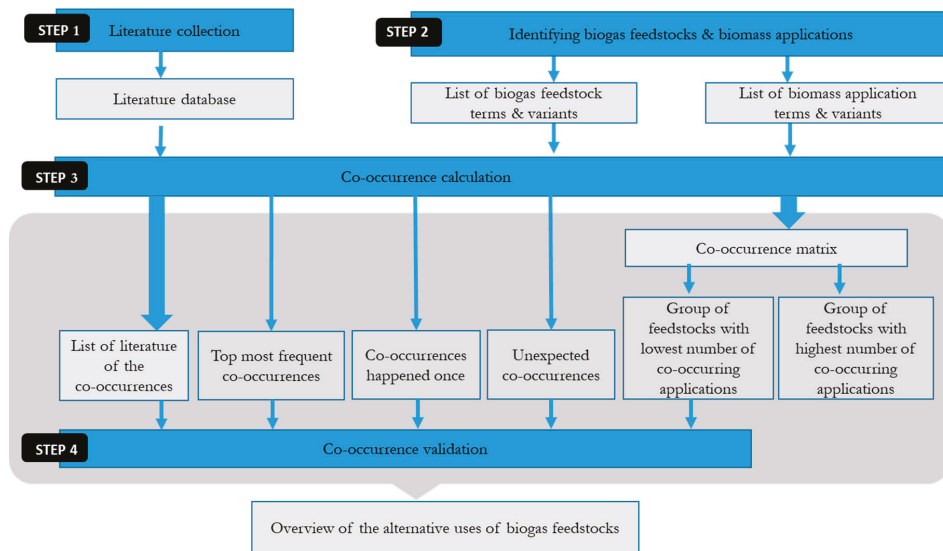 STEP 1
Literature collection
STEP 2
Identifying biogas feedstocks & biomass applications
Literature database
List of biogas feedstock
terms & variants
List of biomass application
terms & variants
STEP 3
Co-occurrence calculation
Co-occurrence matrix
List of literature
of the
co-occurrences
Top most frequent
co-occurrences
Co-occurrences
happened once
Unexpected
co-occurrences
Group of
feedstocks with
lowest number of
co-occurring
applications
Group of
feedstocks with
highest number of
co-occurring
applications
STEP 4
Co-occurrence validation
Overview of the alternative uses of biogas feedstocks